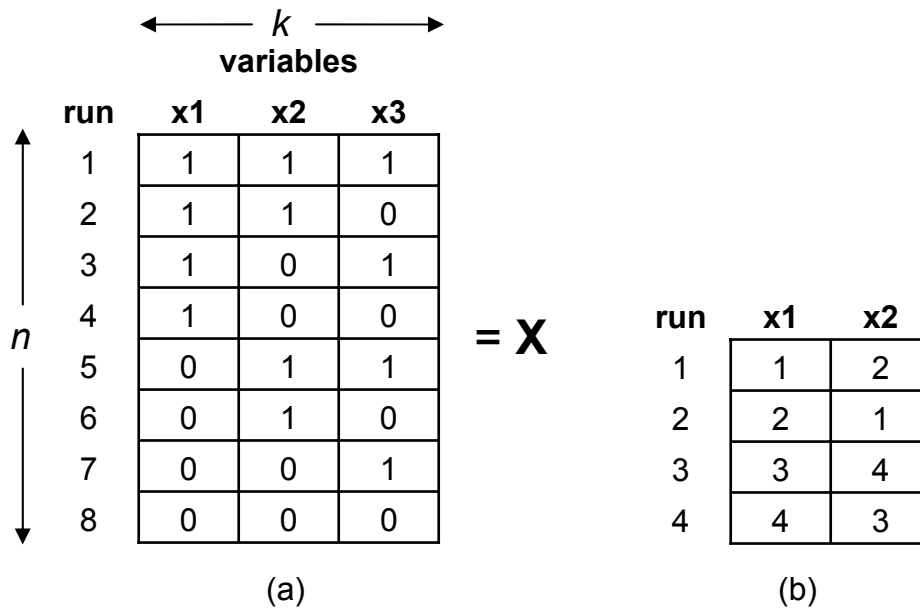 k
variables
run x1 x2 x3
1 1 1 1
2 1 1 0
3 1 0 1
4 1 0 0
n
5 0 1 1
6 0 1 0
7 0 0 1
8 0 0 0
= X
(a)
run x1 x2
1 1 2
2 2 1
3 3 4
4 4 3
(b)